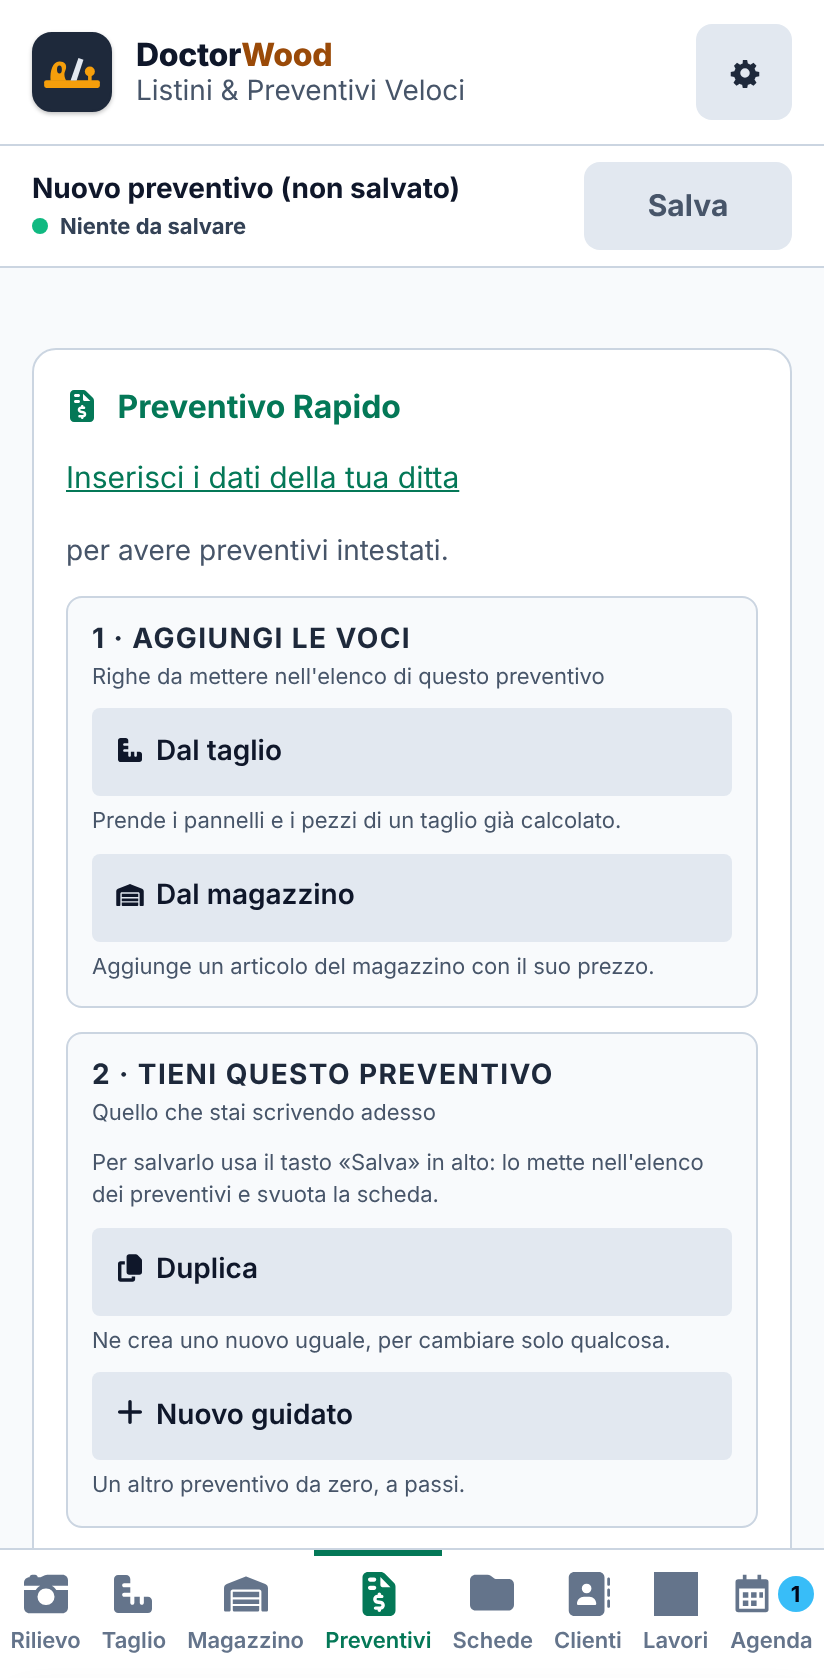 DoctorWood
Listini & Preventivi Veloci
Nuovo preventivo (non salvato)
Niente da salvare
Salva
Preventivo Rapido
Inserisci i dati della tua ditta
per avere preventivi intestati.
1 · AGGIUNGI LE VOCI
Righe da mettere nell'elenco di questo preventivo
Dal taglio
Prende i pannelli e i pezzi di un taglio già calcolato.
Dal magazzino
Aggiunge un articolo del magazzino con il suo prezzo.
2 · TIENI QUESTO PREVENTIVO
Quello che stai scrivendo adesso
Per salvarlo usa il tasto «Salva» in alto: lo mette nell'elenco
dei preventivi e svuota la scheda.
Duplica
Ne crea uno nuovo uguale, per cambiare solo qualcosa.
Nuovo guidato
Un altro preventivo da zero, a passi.
1
Rilievo Taglio Magazzino Preventivi Schede Clienti Lavori Agenda